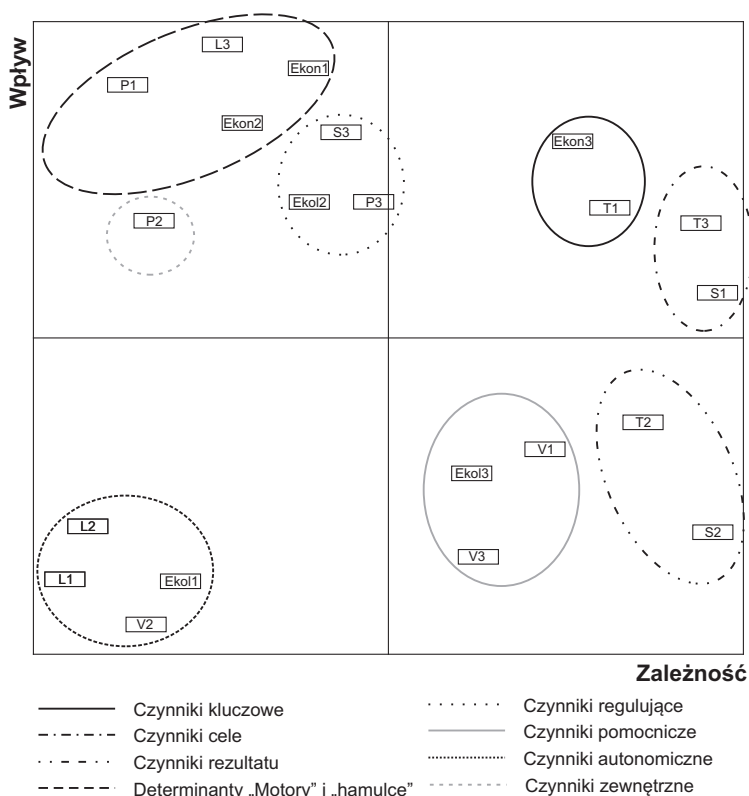 Wpływ
L3
Ekon1
P1
Ekon2
S3
Ekon3
Ekol2
P3
T1
P2
T3
S1
T2
V1
Ekol3
L2
S2
V3
L1
Ekol1
V2
Zależność
Czynniki kluczowe
Czynniki cele
Czynniki rezultatu
Determinanty „Motory” i „hamulce”
Czynniki regulujące
Czynniki pomocnicze
Czynniki autonomiczne
Czynniki zewnętrzne